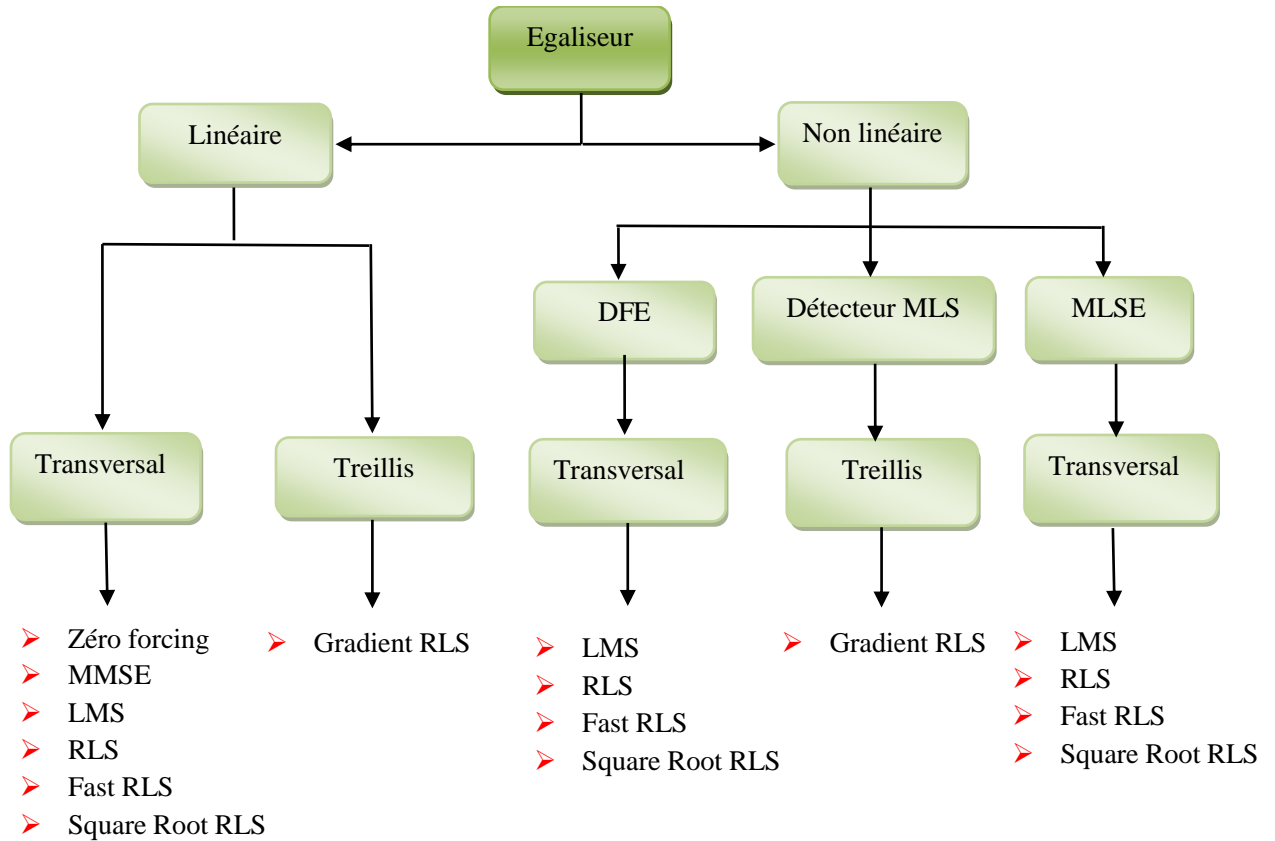 Egaliseur
Linéaire
Non linéaire
DFE
Détecteur MLS
MLSE
Transversal
Treillis
Transversal
Treillis
Transversal
Zéro forcing
MMSE
LMS
RLS
Fast RLS
Square Root RLS
Gradient RLS
LMS
RLS
Fast RLS
Square Root RLS
Gradient RLS
LMS
RLS
Fast RLS
Square Root RLS